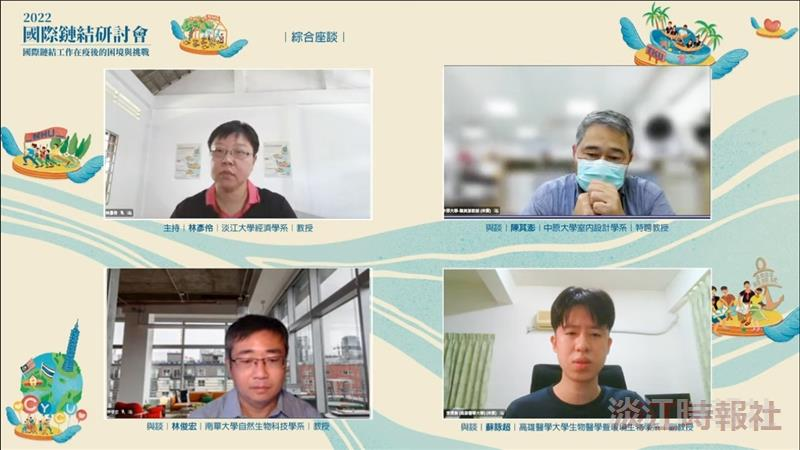 2022
國際鏈結研討會
國際鏈結工作在疫後的困境與挑戰
｜綜合座談｜
NHU
TKU
主持｜林彥伶｜淡江大學經濟學系｜教授
與談｜陳其澎｜中原大學室內設計學系｜特聘教授
CYCU
與談｜林俊宏｜南華大學自然生物科技學系｜教授
與談｜蘇詠超｜高雄醫學大學生物醫學暨環境生物學系｜副教授
淡江時報社